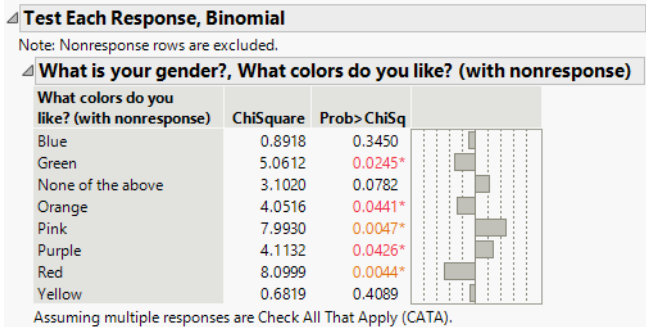 Test Each Response, Binomial
Note: Nonresponse rows are excluded.
What is your gender?, What colors do you like? (with nonresponse)
What colors do you
like? (with nonresponse) ChiSquare Prob>ChiSq
Blue 0.8918 0.3450
Green 5.0612 0.0245*
None of the above 3.1020 0.0782
Orange 4.0516 0.0441*
Pink 7.9930 0.0047*
Purple 4.1132 0.0426*
Red 8.0999 0.0044*
Yellow 0.6819 0.4089
Assuming multiple responses are Check All That Apply (CATA).